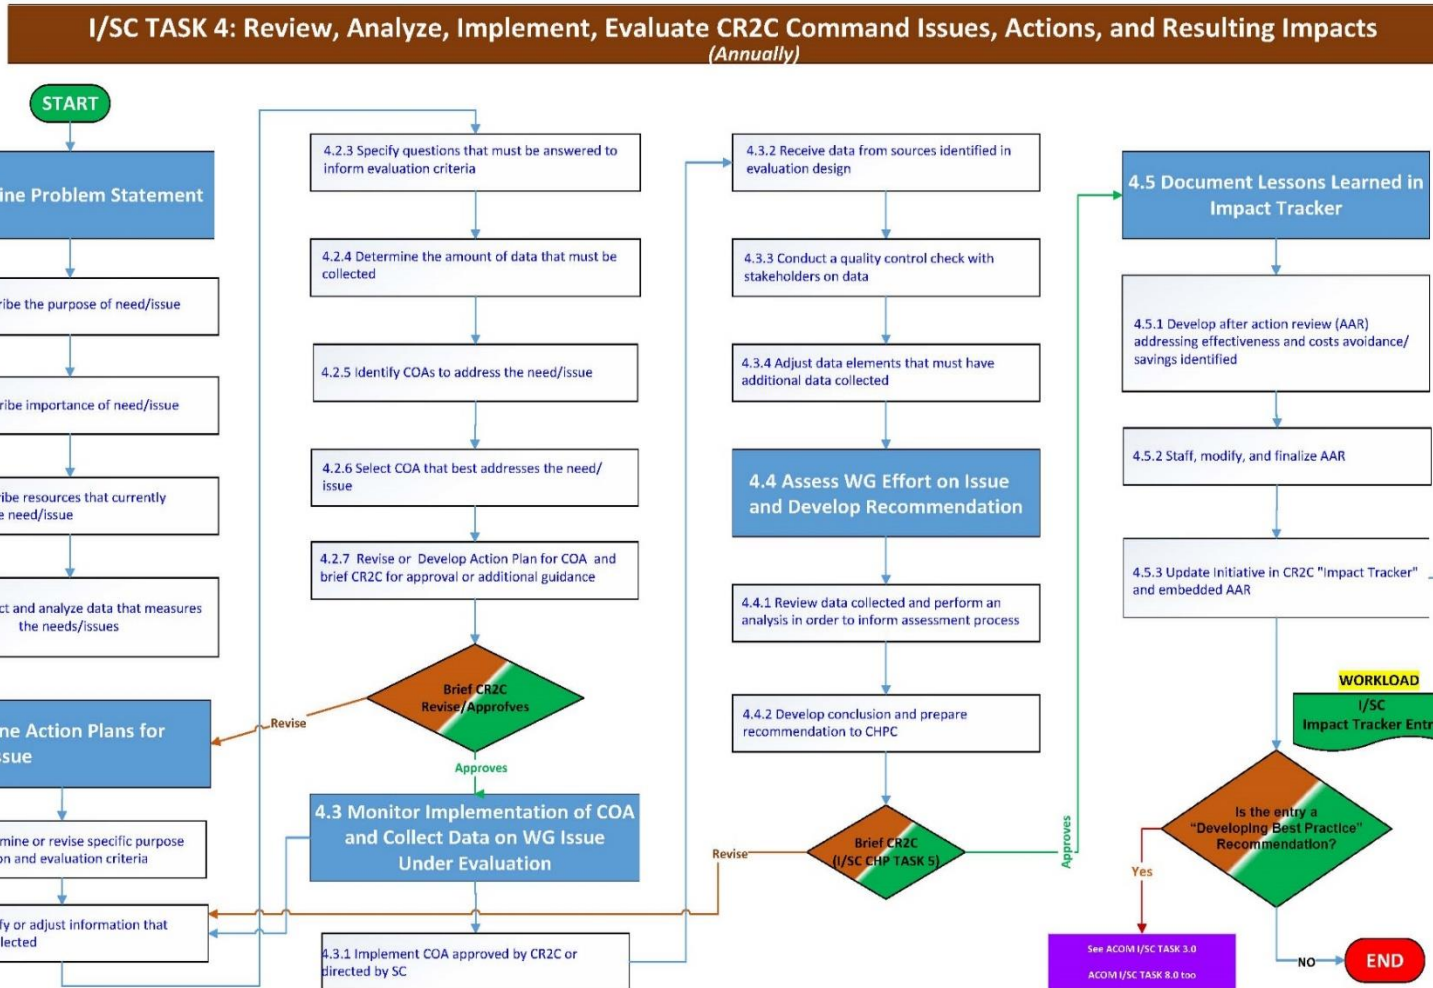 I/SC TASK 4: Review, Analyze, Implement, Evaluate CR2C Command Issues, Actions, and Resulting Impacts
(Annually)
START
ine Problem Statement
ribe the purpose of need/issue
ribe importance of need/issue
ribe resources that currently
e need/issue
ct and analyze data that measures
the needs/issues
ne Action Plans for
ssue
mine or revise specific purpose
on and evaluation criteria
fy or adjust information that
llected
4.2.3 Specify questions that must be answered to
inform evaluation criteria
4.2.4 Determine the amount of data that must be
collected
4.2.5 Identify COAs to address the need/issue
4.2.6 Select COA that best addresses the need/
issue
4.2.7 Revise or Develop Action Plan for COA and
brief CR2C for approval or additional guidance
Brief CR2C
Revise/Approfves
Revise
Approves
4.3 Monitor Implementation of COA
and Collect Data on WG Issue
Under Evaluation
4.3.1 Implement COA approved by CR2C or
directed by SC
4.3.2 Receive data from sources identified in
evaluation design
4.3.3 Conduct a quality control check with
stakeholders on data
4.3.4 Adjust data elements that must have
additional data collected
4.4 Assess WG Effort on Issue
and Develop Recommendation
4.4.1 Review data collected and perform an
analysis in order to inform assessment process
4.4.2 Develop conclusion and prepare
recommendation to CHPC
Brief CR2C
(I/SC CHP TASK 5)
Revise
Approves
4.5 Document Lessons Learned in
Impact Tracker
4.5.1 Develop after action review (AAR)
addressing effectiveness and costs avoidance/
savings identified
4.5.2 Staff, modify, and finalize AAR
4.5.3 Update Initiative in CR2C "Impact Tracker"
and embedded AAR
WORKLOAD
I/SC
Impact Tracker Entr
Is the entry a
“Developing Best Practice”
Recommendation?
Yes
See ACOM I/SC TASK 3.0
ACOM I/SC TASK 8.0 too
NO
END